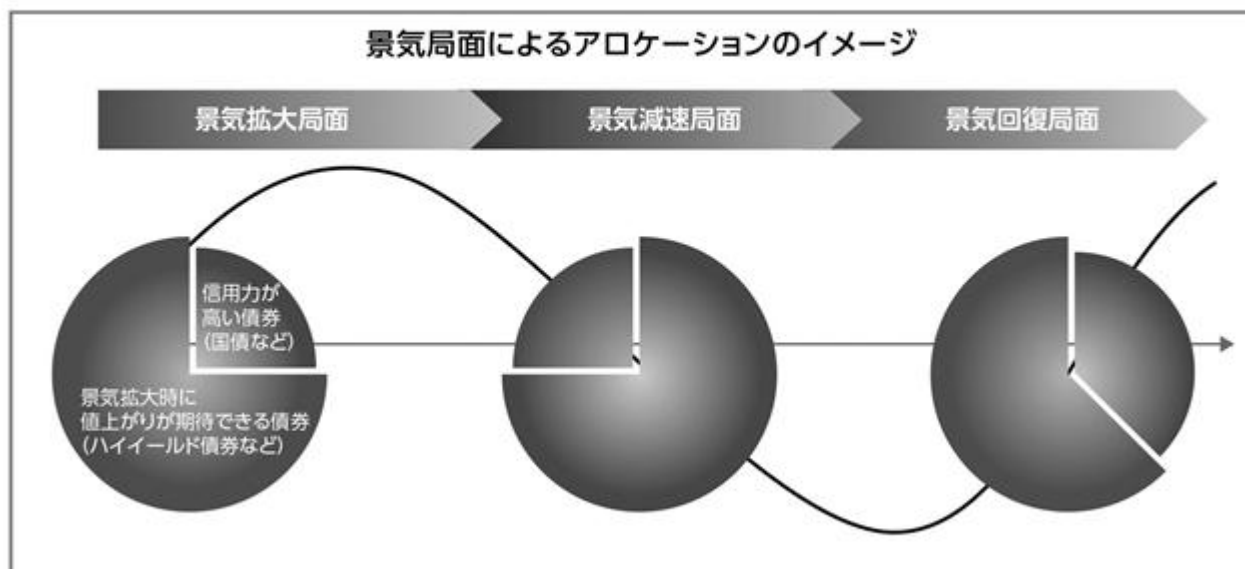 景気局面によるアロケーションのイメージ
景気拡大局面
景気減速局面
景気回復局面
信用力が
高い債券
(国債など)
景気拡大時に
値上がりが期待できる債券
(ハイイールド債券など)